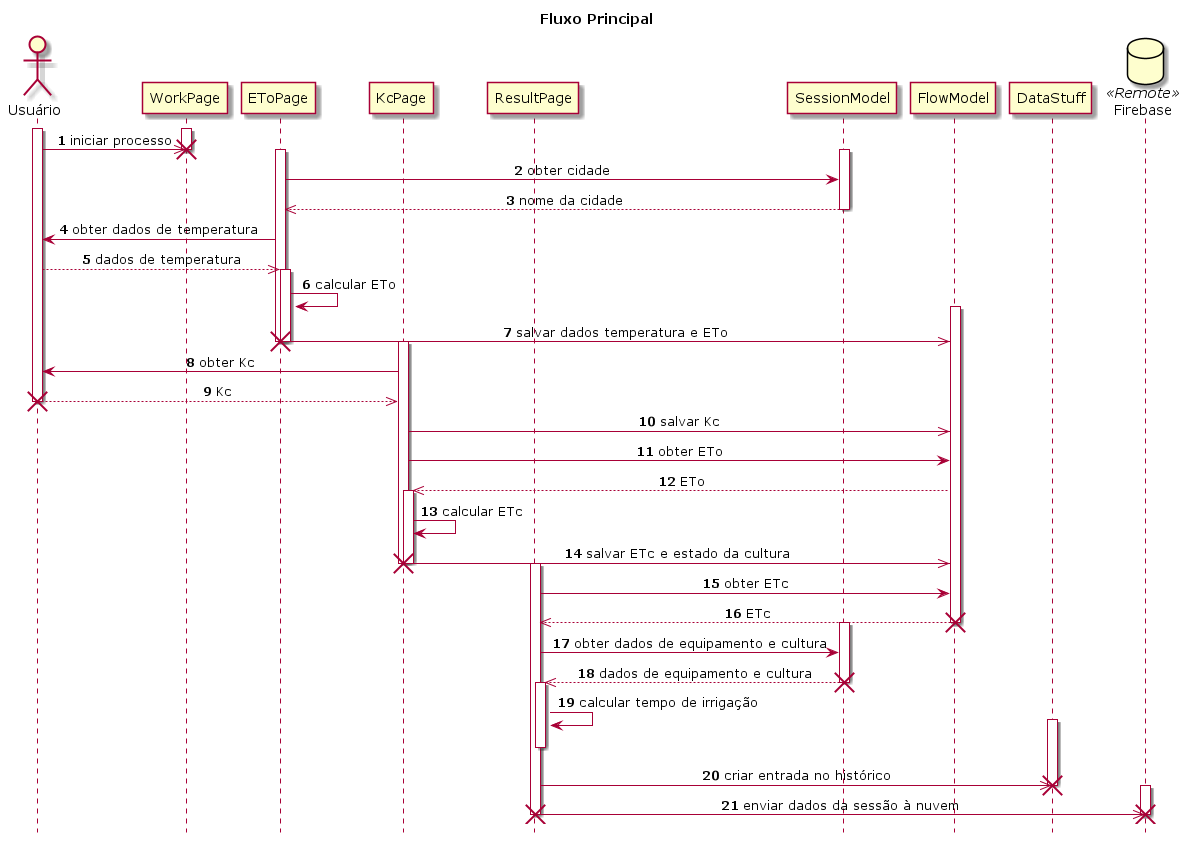 Fluxo Principal
Usuário
WorkPage
EToPage
KcPage
ResultPage
SessionModel
FlowModel
DataStuff
«Remote»
Firebase
1 iniciar processo
2 obter cidade
3 nome da cidade
4 obter dados de temperatura
5 dados de temperatura
6 calcular ETo
7 salvar dados temperatura e ETo
8 obter Kc
9 Kc
10 salvar Kc
11 obter ETo
12 ETo
13 calcular ETc
14 salvar ETc e estado da cultura
15 obter ETc
16 ETc
17 obter dados de equipamento e cultura
18 dados de equipamento e cultura
19 calcular tempo de irrigação
20 criar entrada no histórico
21 enviar dados da sessão à nuvem